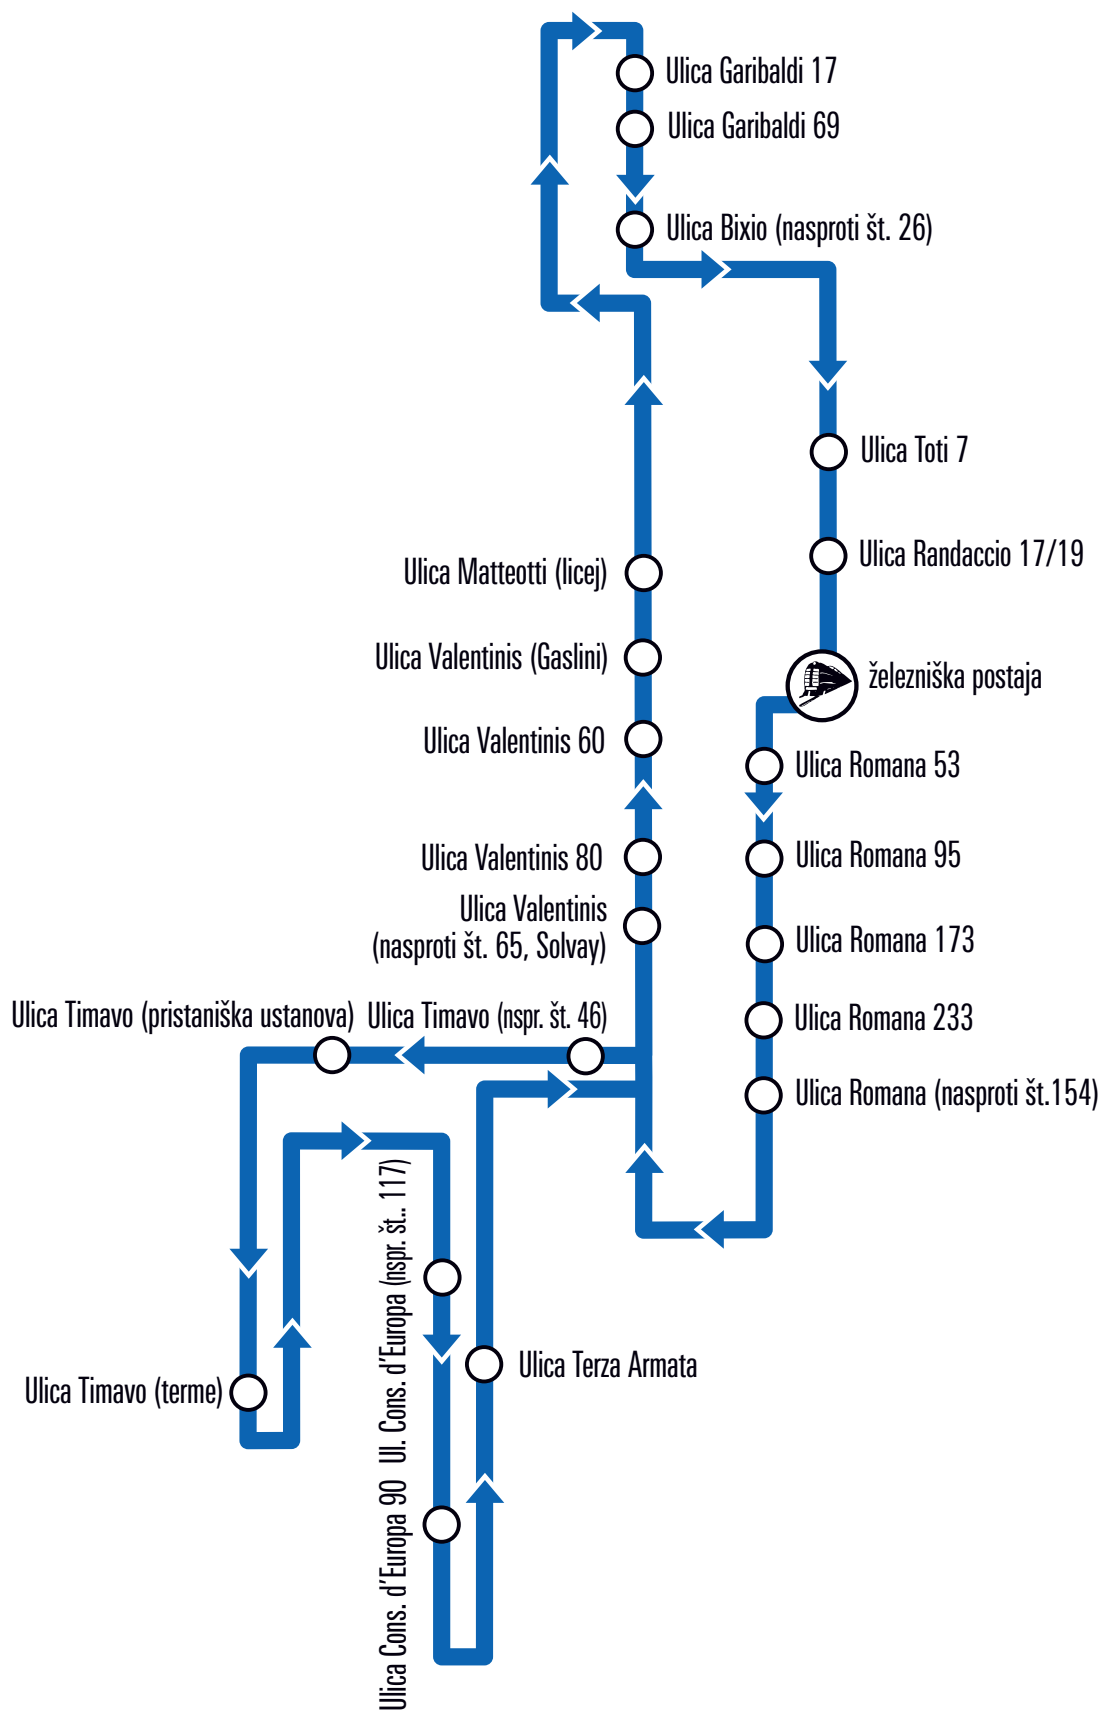 Ulica Garibaldi 17
Ulica Garibaldi 69
Ulica Bixio (nasproti št. 26)
Ulica Toti 7
Ulica Randaccio 17/19
Ulica Matteotti (licej)
Ulica Valentinis (Gaslini)
železniška postaja
Ulica Valentinis 60
Ulica Romana 53
Ulica Valentinis 80
Ulica Romana 95
Ulica Valentinis
(nasproti št. 65, Solvay)
Ulica Romana 173
Ulica Timavo (pristaniška ustanova)
Ulica Timavo (nspr. št. 46)
Ulica Romana 233
Ulica Romana (nasproti št.154)
Ul. Cons. d'Europa (nspr. št.. 117)
Ulica Terza Armata
Ulica Timavo (terme)
Ulica Cons. d'Europa 90